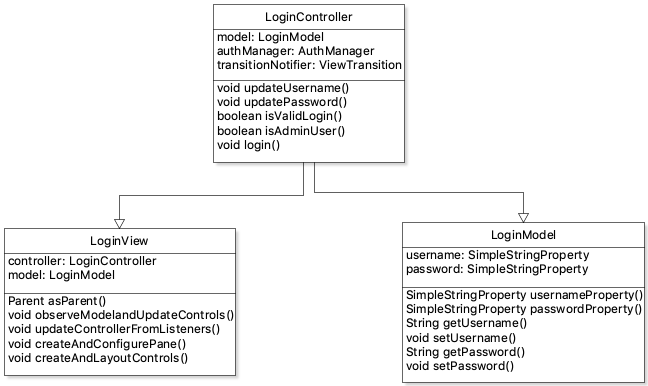 LoginController
model: LoginModel
authManager: AuthManager
transitionNotifier: ViewTransition
void updateUsername()
void updatePassword()
boolean isValidLogin()
boolean isAdminUser()
void login()
LoginView
controller: LoginController
model: LoginModel
Parent asParent()
void observeModelandUpdateControls()
void updateControllerFromListeners()
void createAndConfigurePane()
void createAndLayoutControls()
LoginModel
username: SimpleStringProperty
password: SimpleStringProperty
SimpleStringProperty usernameProperty()
SimpleStringProperty passwordProperty()
String getUsername()
void setUsername()
String getPassword()
void setPassword()